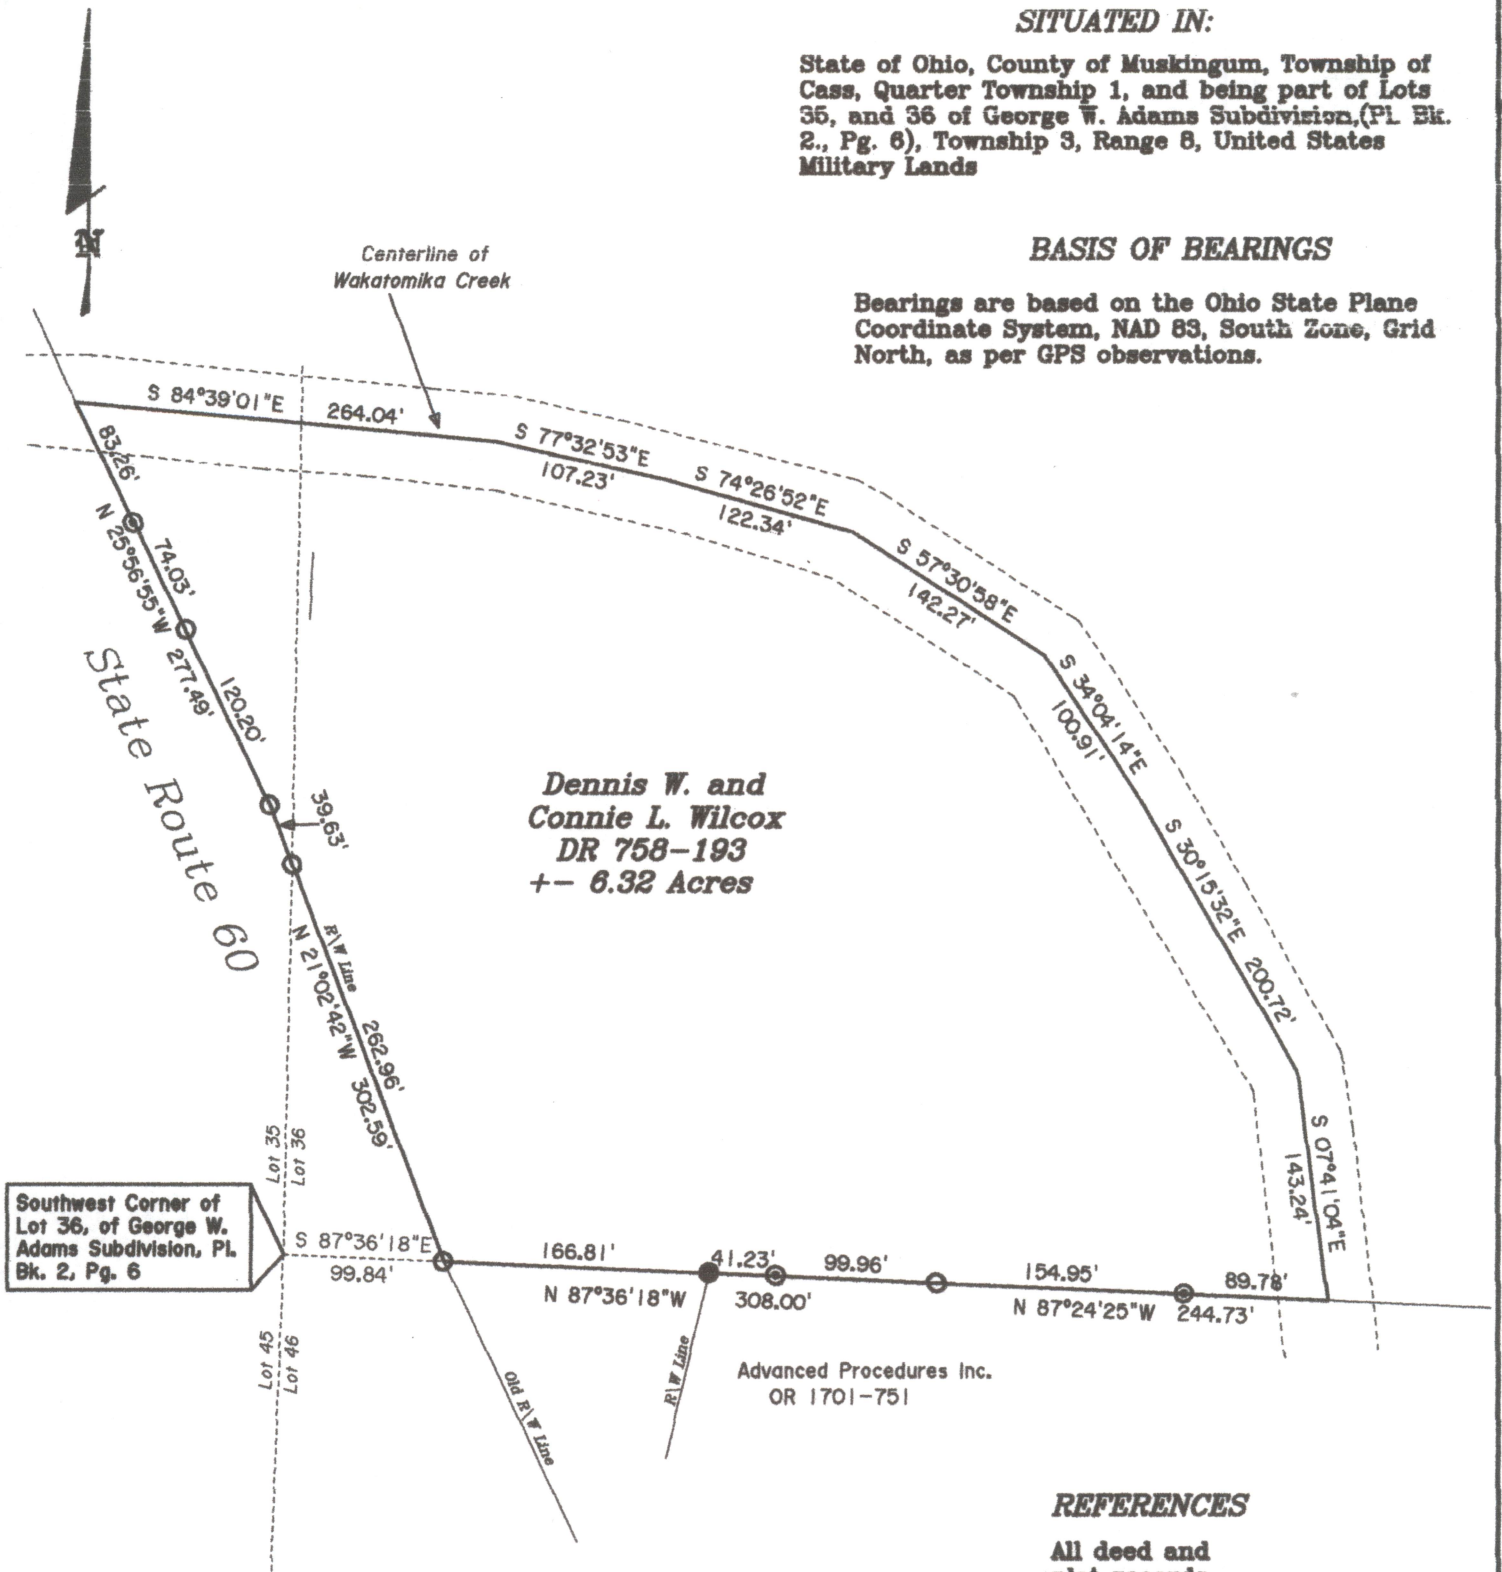 SITUATED IN:
State of Ohio, County of Muskingum, Township of
Cass, Quarter Township 1, and being part of Lots
35, and 36 of George W. Adams Subdivision,(Pl. Bk.
2., Pg. 6), Township 3, Range 8, United States
Military Lands
N
BASIS OF BEARINGS
Bearings are based on the Ohio State Plane
Coordinate System, NAD 83, South Zone, Grid
North, as per GPS observations.
Centerline of
Wakatomika Creek
S 84°39'01"E
264.04'
S 77°32'53"E
107.23'
S 74°26'52"E
122.34'
S 57°30'58"E
142.27'
S 34°04'14"E
100.91'
S 30°15'32"E 200.72'
S 07°41'04"E
143.24'
83.26'
74.03'
N 25°56'55"W 277.49'
120.20'
39.63'
State Route 60
Dennis W. and
Connie L. Wilcox
DR 758-193
+- 6.32 Acres
R\W Line
N 21°02'42"W 302.59'
262.96'
Lot 35
Lot 36
Southwest Corner of
Lot 36, of George W.
Adams Subdivision, Pl.
Bk. 2, Pg. 6
S 87°36'18"E
99.84'
166.81'
41.23'
99.96'
154.95'
89.78'
N 87°36'18"W
308.00'
N 87°24'25"W 244.73'
Lot 45
Lot 46
Old R\W Line
R\W Line
Advanced Procedures Inc.
OR 1701-751
REFERENCES
All deed and